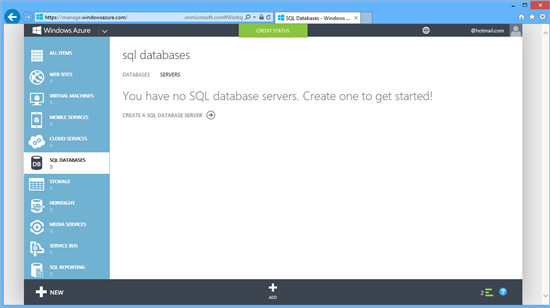 https://manage.windowsazure.com/
.onmicrosoft.com#Workspa
SQL Databases - Windows ...
Windows Azure
CREDIT STATUS
@hotmail.com
ALL ITEMS
WEB SITES
0
VIRTUAL MACHINES
0
MOBILE SERVICES
0
CLOUD SERVICES
0
SQL DATABASES
0
STORAGE
0
HDINSIGHT
0
MEDIA SERVICES
0
SERVICE BUS
0
SQL REPORTING
0
sql databases
DATABASES SERVERS
You have no SQL database servers. Create one to get started!
CREATE A SQL DATABASE SERVER
DB
NEW
ADD
2
?